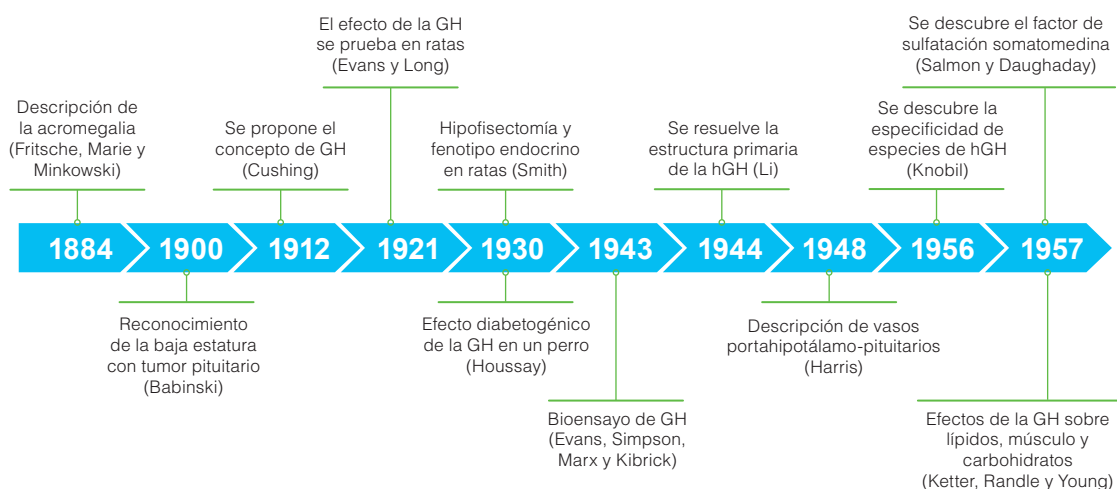 El efecto de la GH
se prueba en ratas
(Evans y Long)
Se descubre el factor de
sulfatación somatomedina
(Salmon y Daughaday)
Descripción de
la acromegalia
(Fritsche, Marie y
Minkowski)
Se propone el
concepto de GH
(Cushing)
Hipofisectomía y
fenotipo endocrino
en ratas (Smith)
Se resuelve la
estructura primaria
de la hGH (Li)
Se descubre la
especificidad de
especies de hGH
(Knobil)
1884 1900 1912 1921 1930 1943 1944 1948 1956 1957
Reconocimiento
de la baja estatura
con tumor pituitario
(Babinski)
Efecto diabetogénico
de la GH en un perro
(Houssay)
Descripción de vasos
portahipotálamo-pituitarios
(Harris)
Bioensayo de GH
(Evans, Simpson,
Marx y Kibrick)
Efectos de la GH sobre
lípidos, músculo y
carbohidratos
(Ketter, Randle y Young)